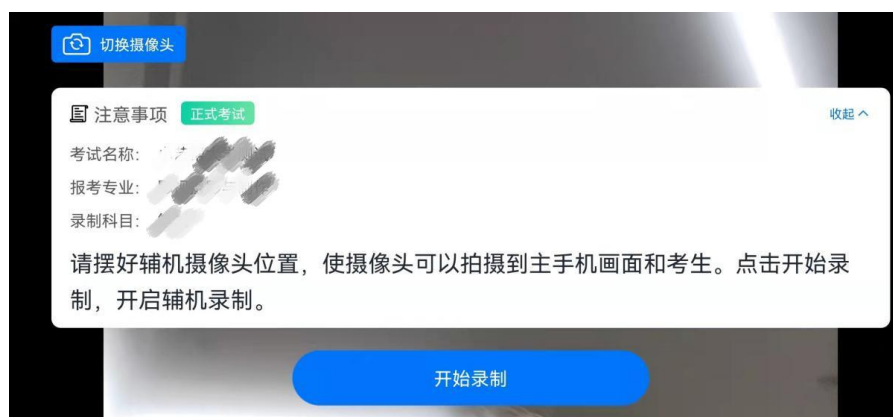 切换摄像头
注意事项 正式考试 收起
考试名称：
报考专业：
录制科目：
请摆好辅机摄像头位置，使摄像头可以拍摄到主手机画面和考生。点击开始录
制，开启辅机录制。
开始录制